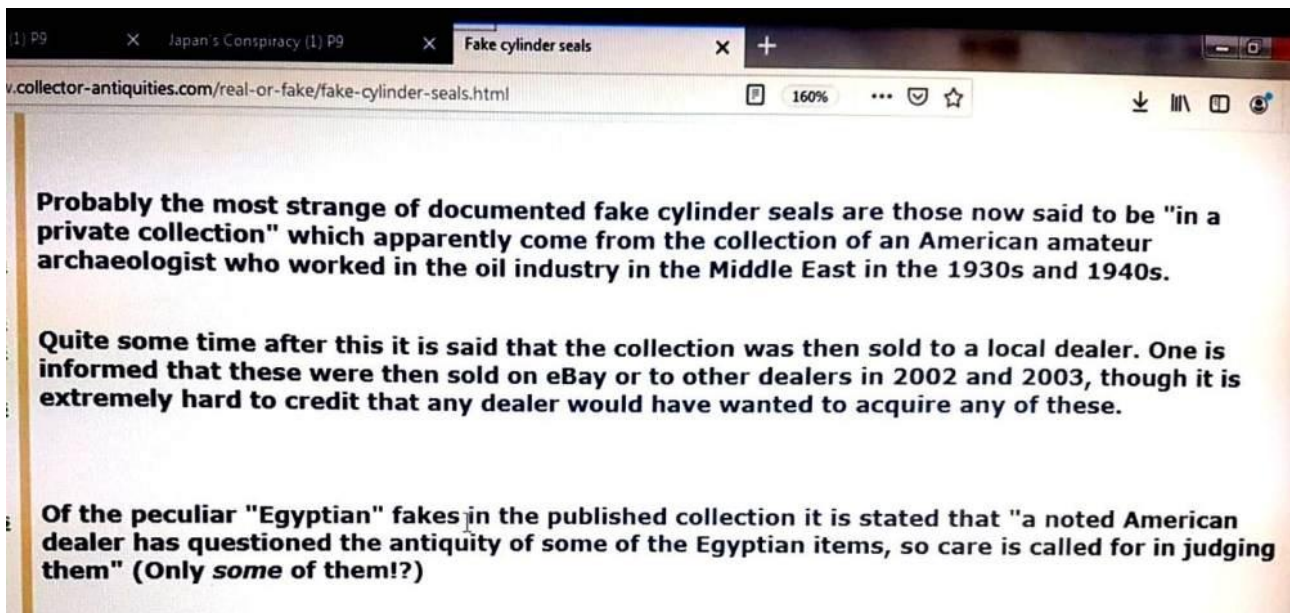 (1) P9 Japan's Conspiracy (1) P9 Fake cylinder seals
.collector-antiquities.com/real-or-fake/fake-cylinder-seals.html 160%
Probably the most strange of documented fake cylinder seals are those now said to be "in a
private collection" which apparently come from the collection of an American amateur
archaeologist who worked in the oil industry in the Middle East in the 1930s and 1940s.
Quite some time after this it is said that the collection was then sold to a local dealer. One is
informed that these were then sold on eBay or to other dealers in 2002 and 2003, though it is
extremely hard to credit that any dealer would have wanted to acquire any of these.
Of the peculiar "Egyptian" fakes in the published collection it is stated that "a noted American
dealer has questioned the antiquity of some of the Egyptian items, so care is called for in judging
them" (Only some of them!?)